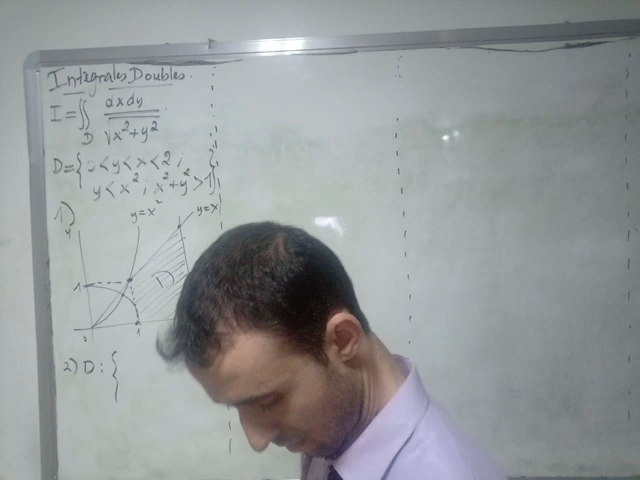 Integrales Doubles.
I = ∬_D dxdy / √(x²+y²)
D = { 0 < y < x < 2 ;
y < x² ; x² + y² > 1 }
1)
y = x² y = x
y
1 D
0 1
2) D : {